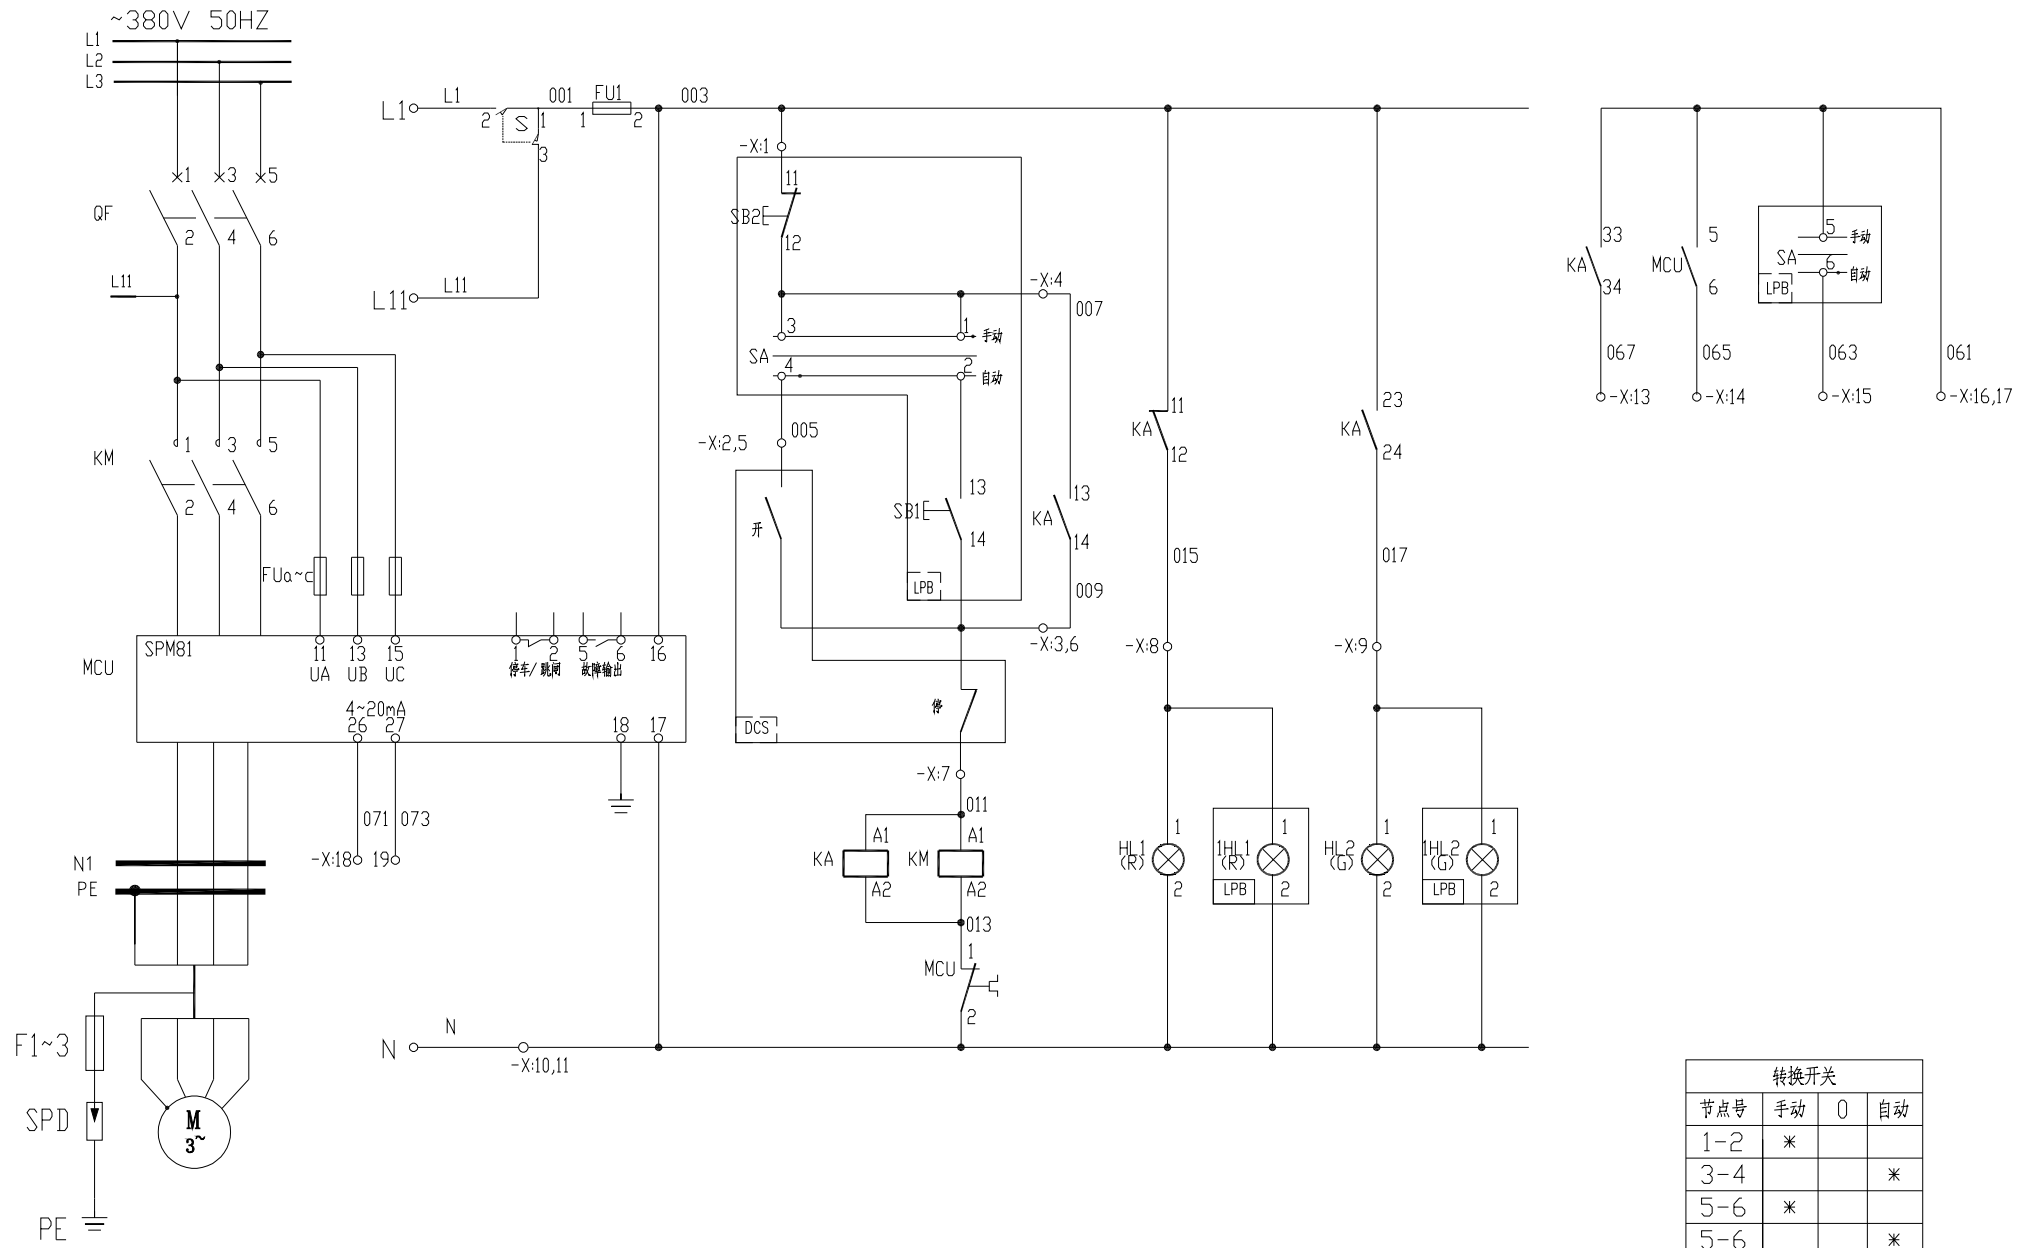 ~380V 50HZ
L1
L2
L3
1 3 5
QF
2 4 6
L11
1 3 5
KM
2 4 6
FUa~c
SPM81
MCU
11 13 15
UA UB UC
1 2 5 6 16
停车/跳闸 故障输出
4~20mA
26 27 18 17
071 073
-X:18 19
N1
PE
F1~3
SPD
PE
M
3~
L1 L1 001 FU1 003
2 S 1 1 2
3
L11 L11
-X:1
11
SB2
12
-X:4
007
3 1 手动
SA
4 2 自动
005
-X:2,5
13 13
开 SB1 KA
14 14
LPB
009
-X:3,6
停
DCS
-X:7
011
A1 A1
KA KM
A2 A2
013
1
MCU
2
N N
-X:10,11
11 23
KA KA
12 24
015 017
-X:8 -X:9
1 1 1 1
HL1 1HL1 HL2 1HL2
(R) (R) (G) (G)
2 2 2 2
LPB LPB
33 5 5 手动
KA MCU SA
34 6 6 自动
LPB
067 065 063 061
-X:13 -X:14 -X:15 -X:16,17
转换开关
节点号 手动 0 自动
1-2 *
3-4 *
5-6 *
5-6 *